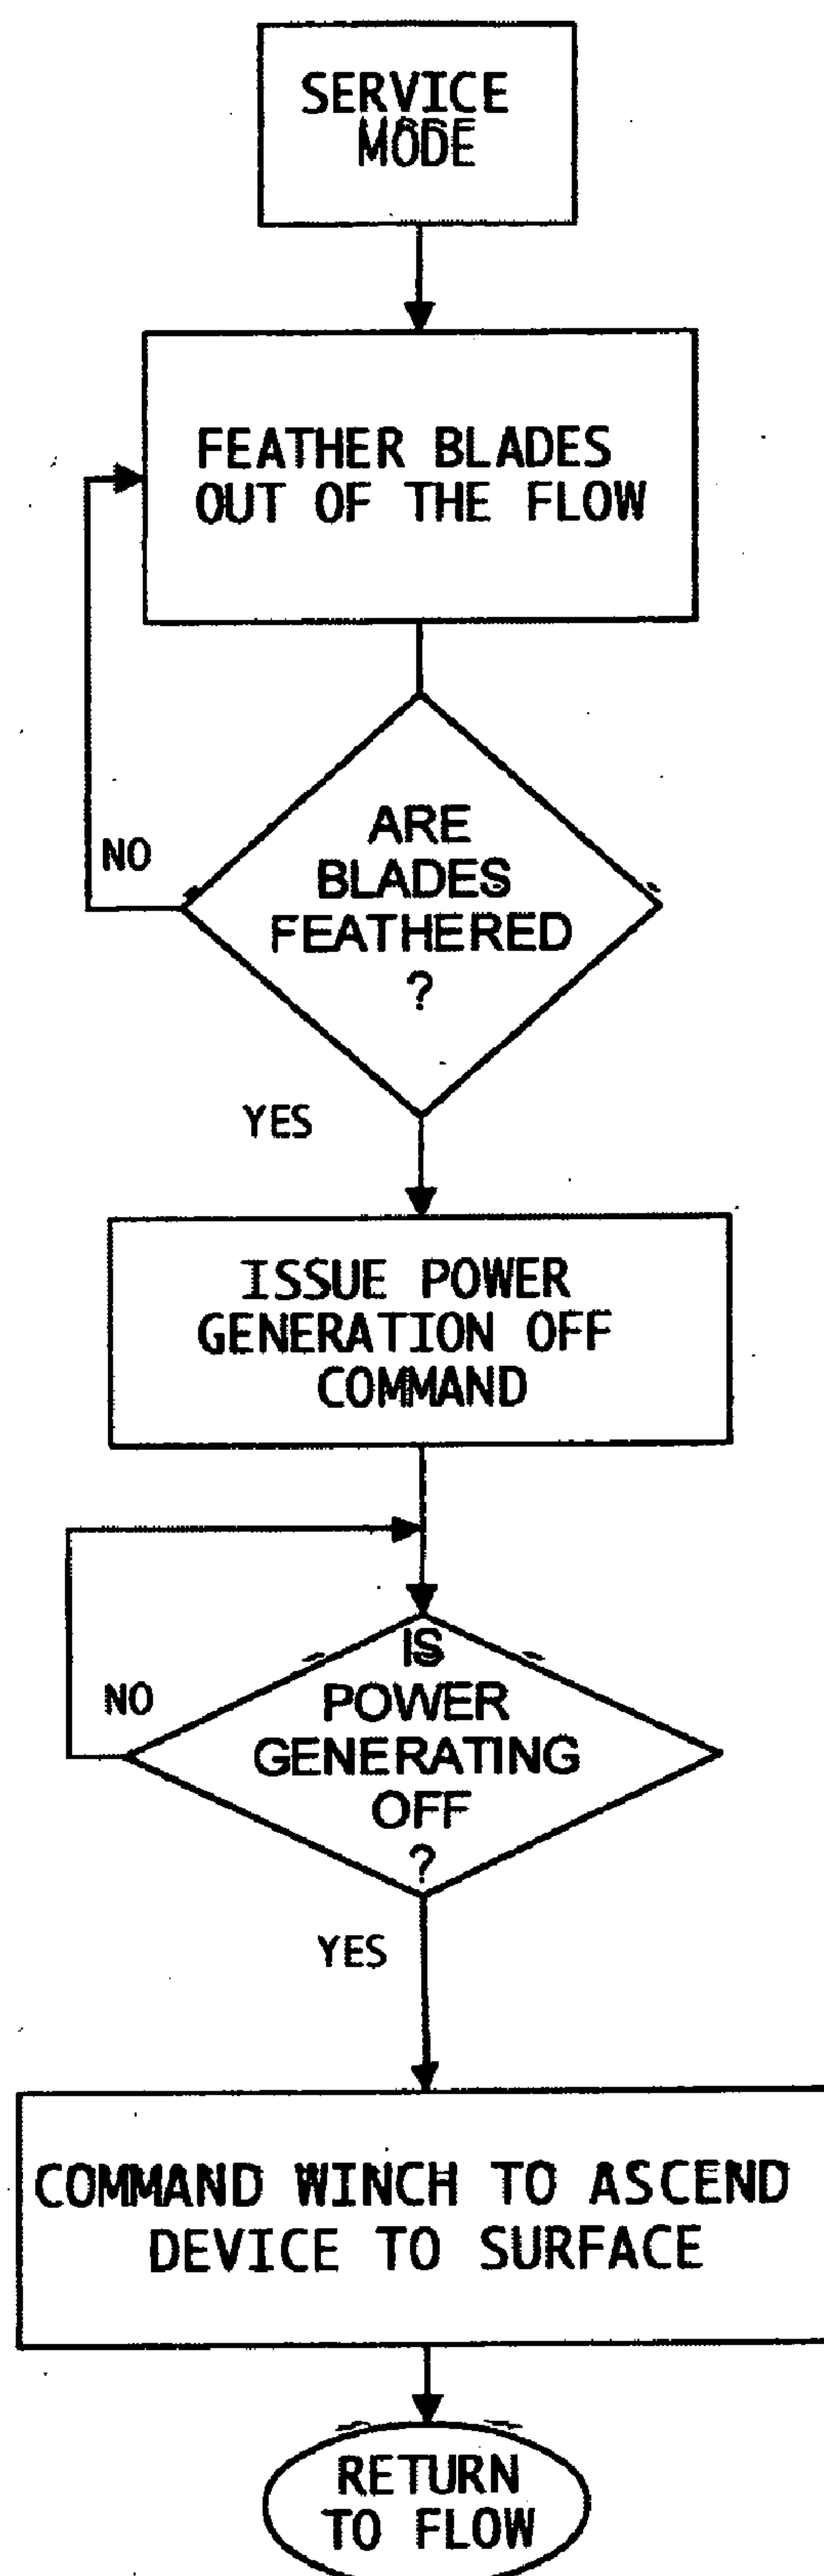 SERVICE
MODE
FEATHER BLADES
OUT OF THE FLOW
NO
ARE
BLADES
FEATHERED
?
YES
ISSUE POWER
GENERATION OFF
COMMAND
NO
IS
POWER
GENERATING
OFF
?
YES
COMMAND WINCH TO ASCEND
DEVICE TO SURFACE
RETURN
TO FLOW